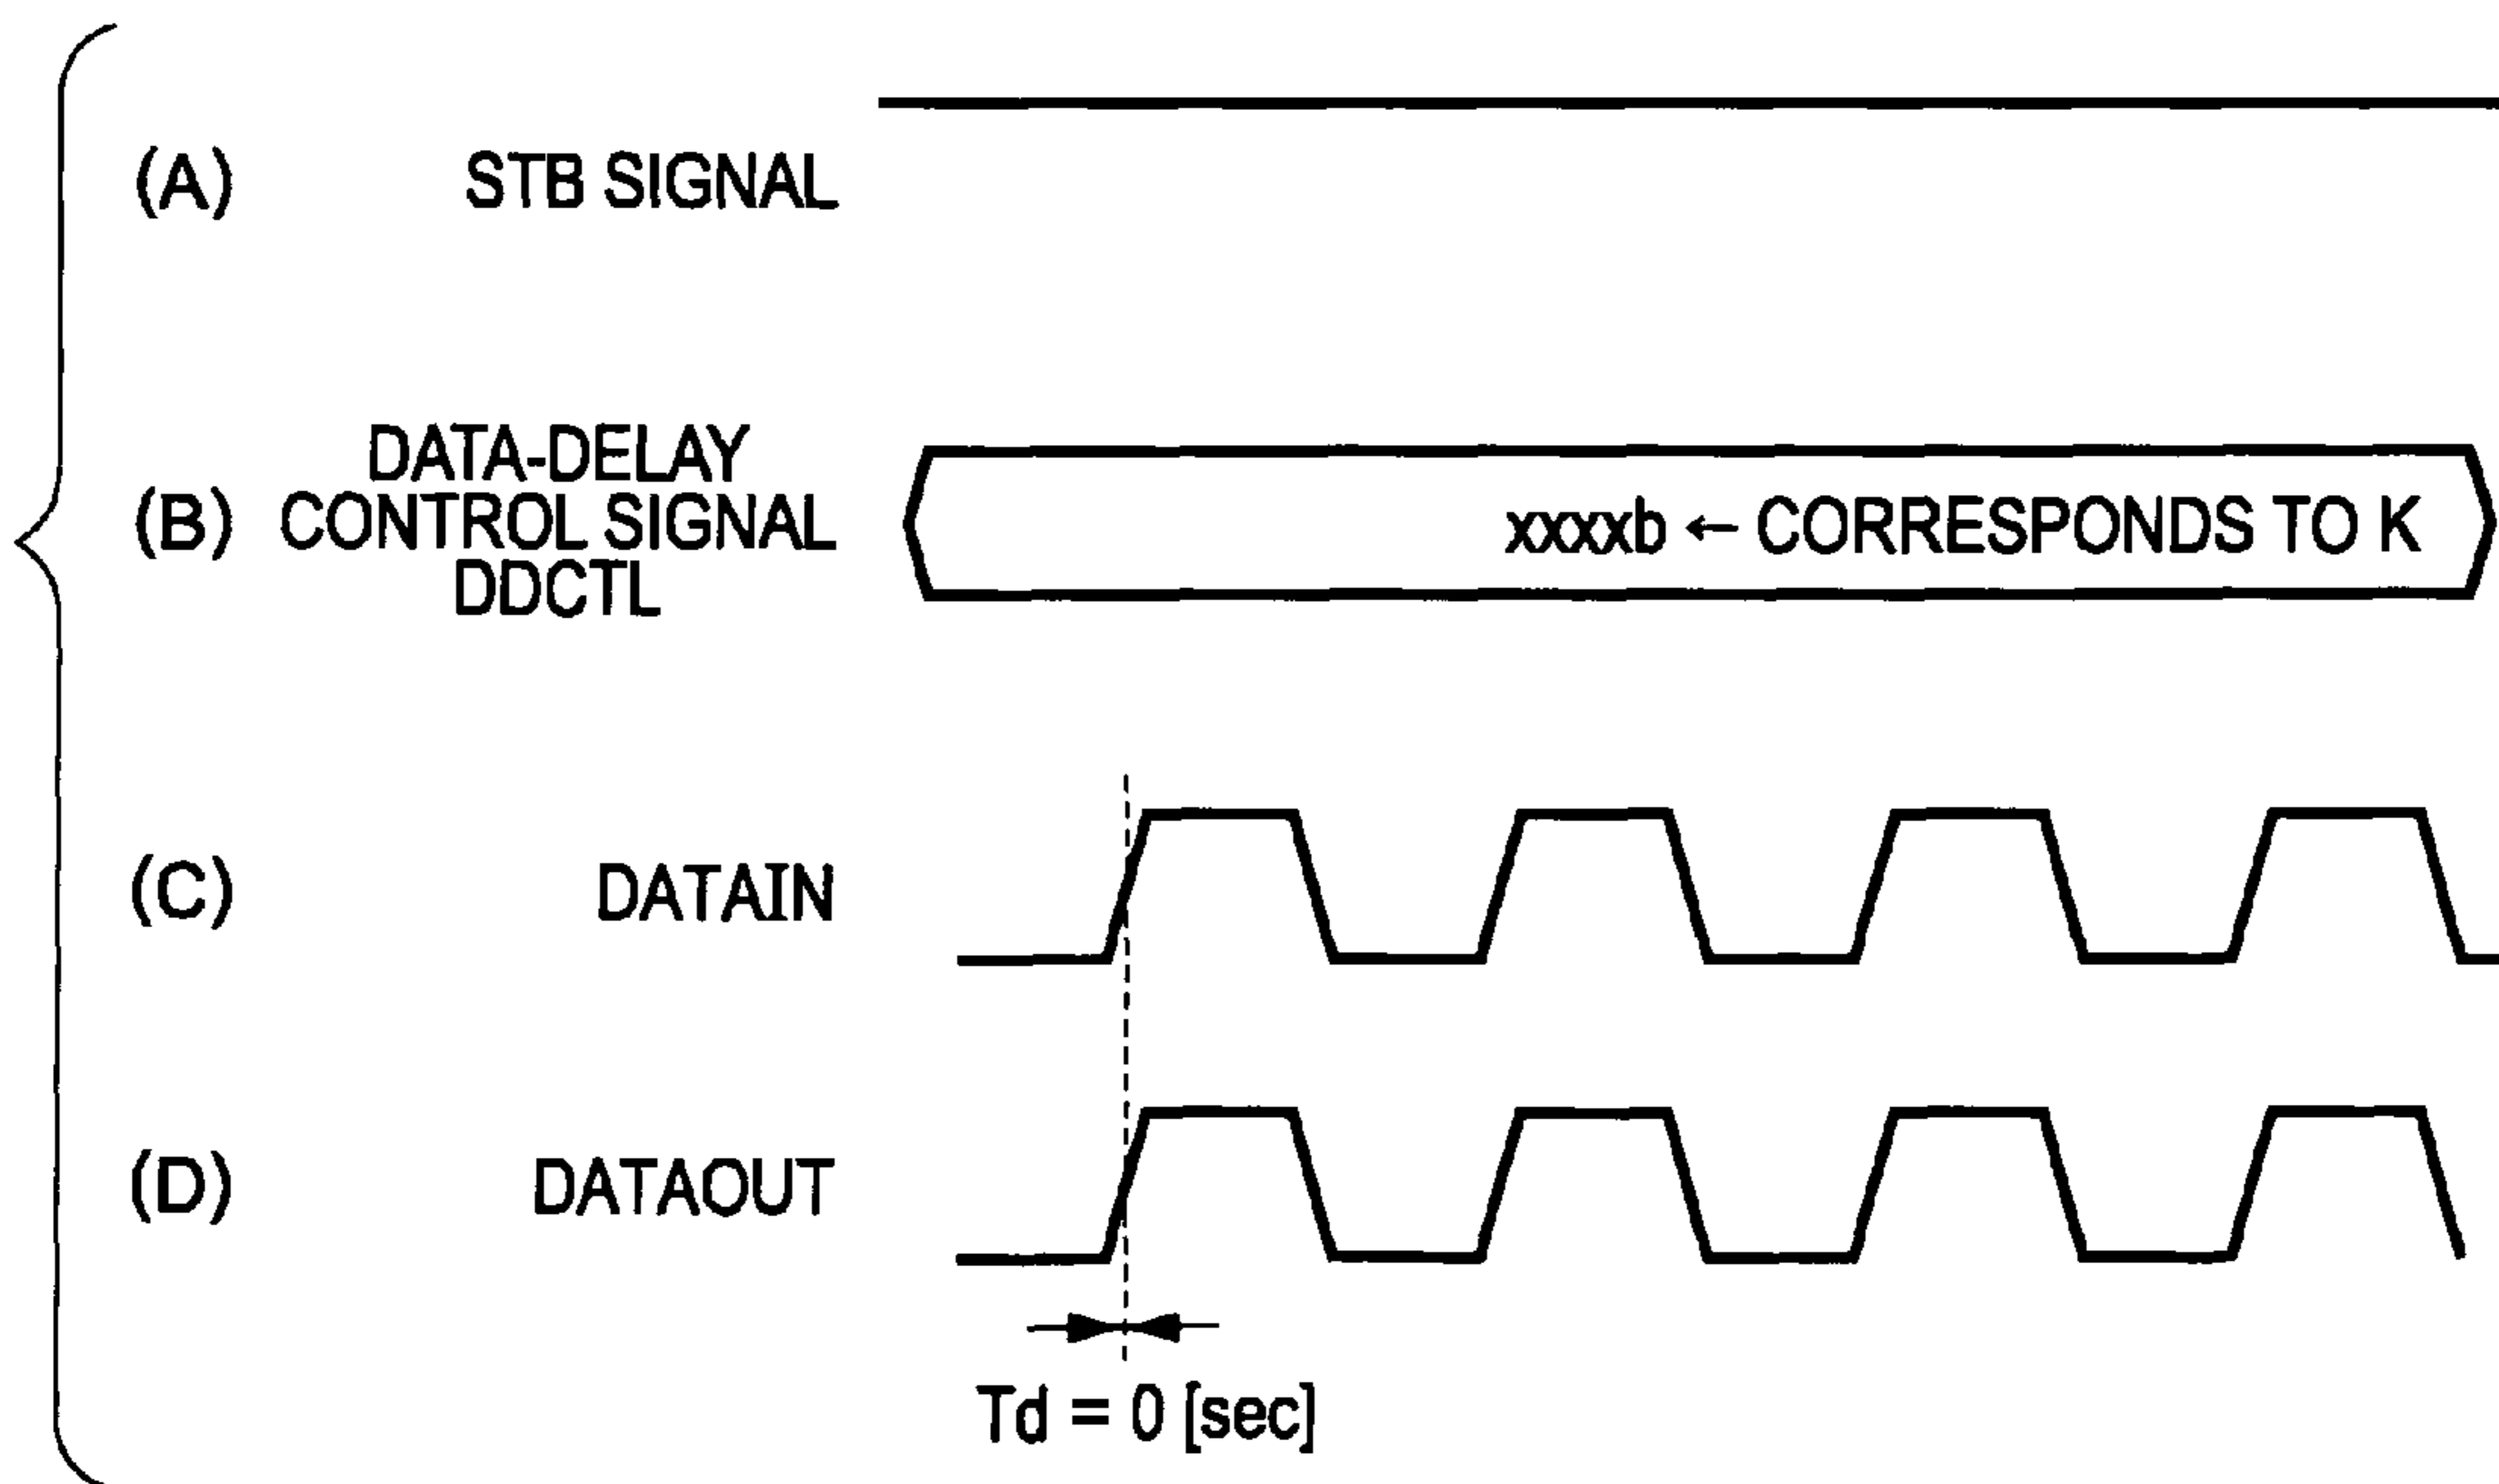 (A) STB SIGNAL
(B) DATA-DELAY
CONTROL SIGNAL
DDCTL
xxxxb ← CORRESPONDS TO K
(C) DATAIN
(D) DATAOUT
Td = 0 [sec]